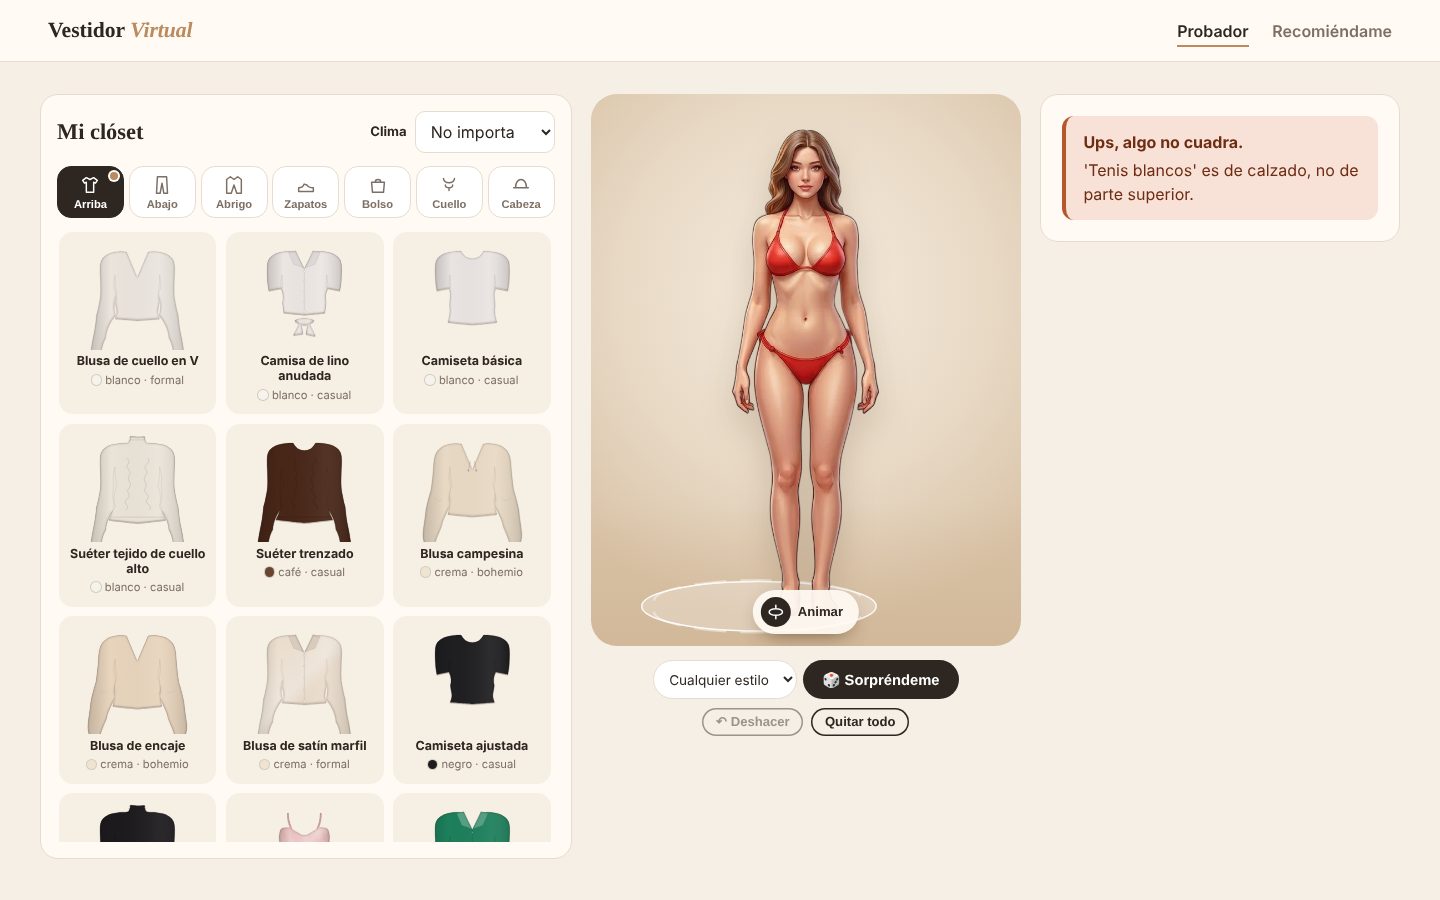 Vestidor Virtual
Probador
Recomiéndame
Mi clóset
Clima
No importa
Arriba
Abajo
Abrigo
Zapatos
Bolso
Cuello
Cabeza
Blusa de cuello en V
blanco · formal
Camisa de lino
anudada
blanco · casual
Camiseta básica
blanco · casual
Suéter tejido de cuello
alto
blanco · casual
Suéter trenzado
café · casual
Blusa campesina
crema · bohemio
Blusa de encaje
crema · bohemio
Blusa de satín marfil
crema · formal
Camiseta ajustada
negro · casual
Animar
Cualquier estilo
🎲 Sorpréndeme
↶ Deshacer
Quitar todo
Ups, algo no cuadra.
'Tenis blancos' es de calzado, no de
parte superior.